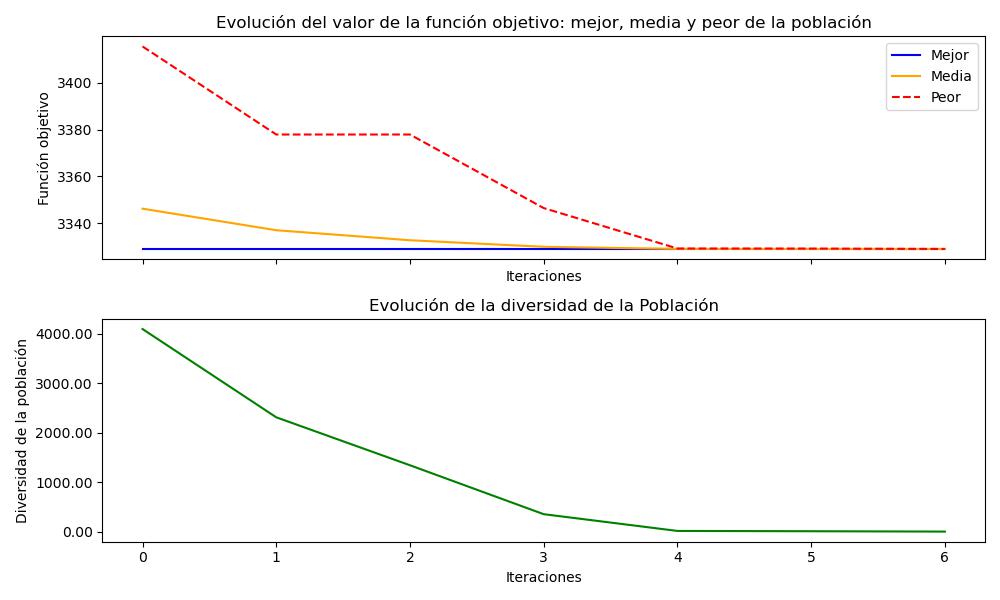 Evolución del valor de la función objetivo: mejor, media y peor de la población
Función objetivo
3400
3380
3360
3340
Mejor
Media
Peor
Iteraciones
Evolución de la diversidad de la Población
Diversidad de la población
4000.00
3000.00
2000.00
1000.00
0.00
0 1 2 3 4 5 6
Iteraciones